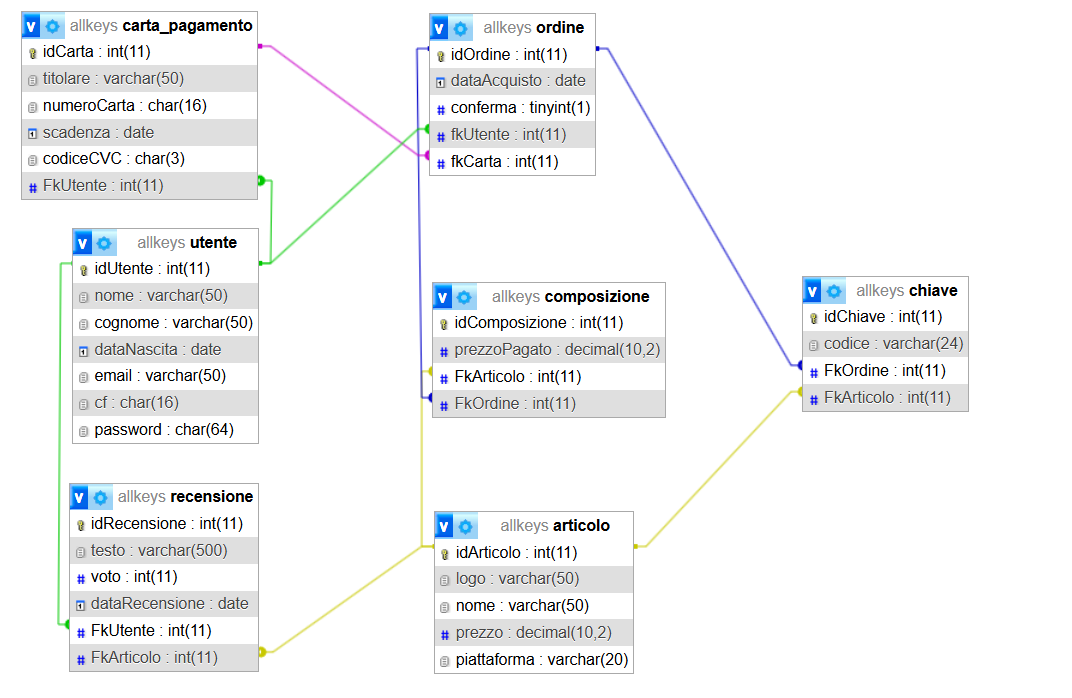 allkeys carta_pagamento
idCarta : int(11)
titolare : varchar(50)
numeroCarta : char(16)
scadenza : date
codiceCVC : char(3)
FkUtente : int(11)
allkeys ordine
idOrdine : int(11)
dataAcquisto : date
conferma : tinyint(1)
fkUtente : int(11)
fkCarta : int(11)
allkeys utente
idUtente : int(11)
nome : varchar(50)
cognome : varchar(50)
dataNascita : date
email : varchar(50)
cf : char(16)
password : char(64)
allkeys composizione
idComposizione : int(11)
prezzoPagato : decimal(10,2)
FkArticolo : int(11)
FkOrdine : int(11)
allkeys chiave
idChiave : int(11)
codice : varchar(24)
FkOrdine : int(11)
FkArticolo : int(11)
allkeys recensione
idRecensione : int(11)
testo : varchar(500)
voto : int(11)
dataRecensione : date
FkUtente : int(11)
FkArticolo : int(11)
allkeys articolo
idArticolo : int(11)
logo : varchar(50)
nome : varchar(50)
prezzo : decimal(10,2)
piattaforma : varchar(20)